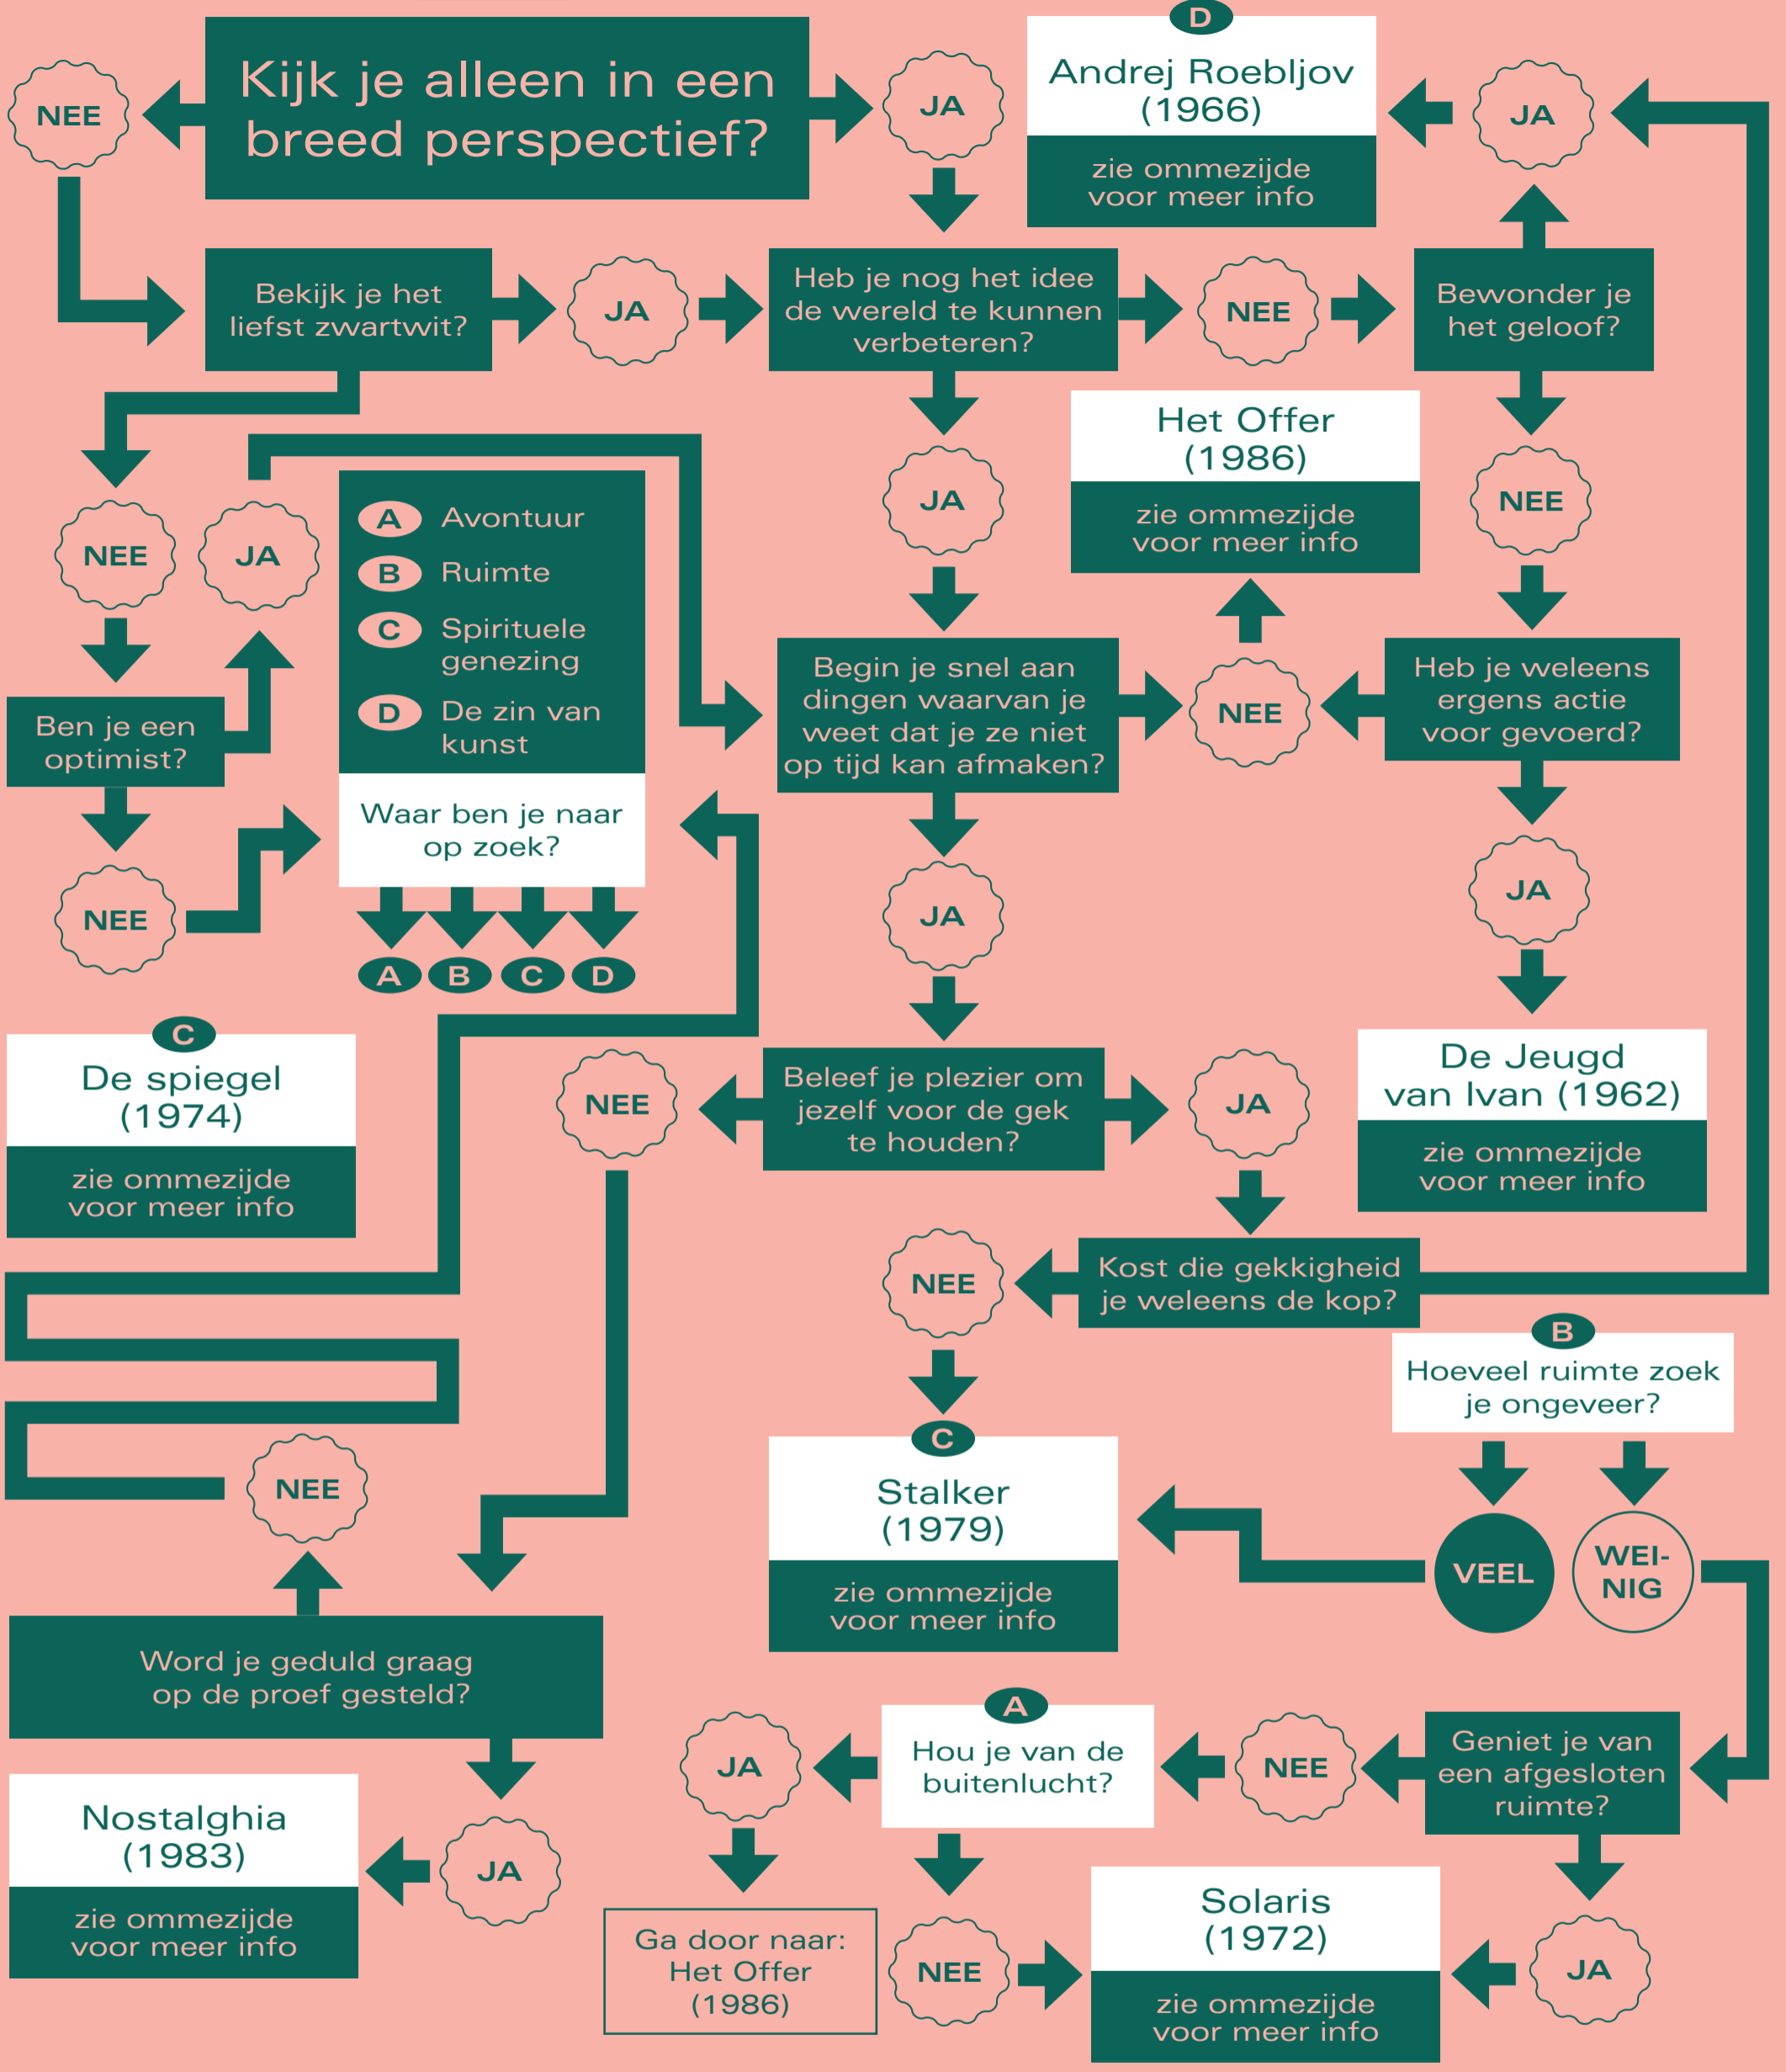 D
Kijk je alleen in een
breed perspectief?
NEE
JA
Andrej Roebljov
(1966)
zie ommezijde
voor meer info
JA
Bekijk je het
liefst zwartwit?
JA
Heb je nog het idee
de wereld te kunnen
verbeteren?
NEE
Bewonder je
het geloof?
Het Offer
(1986)
zie ommezijde
voor meer info
JA
NEE
NEE
JA
A Avontuur
B Ruimte
C Spirituele
genezing
D De zin van
kunst
Waar ben je naar
op zoek?
A B C D
Ben je een
optimist?
NEE
Begin je snel aan
dingen waarvan je
weet dat je ze niet
op tijd kan afmaken?
NEE
Heb je weleens
ergens actie
voor gevoerd?
JA
JA
C
De spiegel
(1974)
zie ommezijde
voor meer info
NEE
Beleef je plezier om
jezelf voor de gek
te houden?
JA
De Jeugd
van Ivan (1962)
zie ommezijde
voor meer info
NEE
Kost die gekkigheid
je weleens de kop?
B
Hoeveel ruimte zoek
je ongeveer?
C
Stalker
(1979)
zie ommezijde
voor meer info
VEEL
WEI-
NIG
NEE
Word je geduld graag
op de proef gesteld?
JA
A
Hou je van de
buitenlucht?
NEE
Geniet je van
een afgesloten
ruimte?
Nostalghia
(1983)
zie ommezijde
voor meer info
JA
Ga door naar:
Het Offer
(1986)
NEE
Solaris
(1972)
zie ommezijde
voor meer info
JA